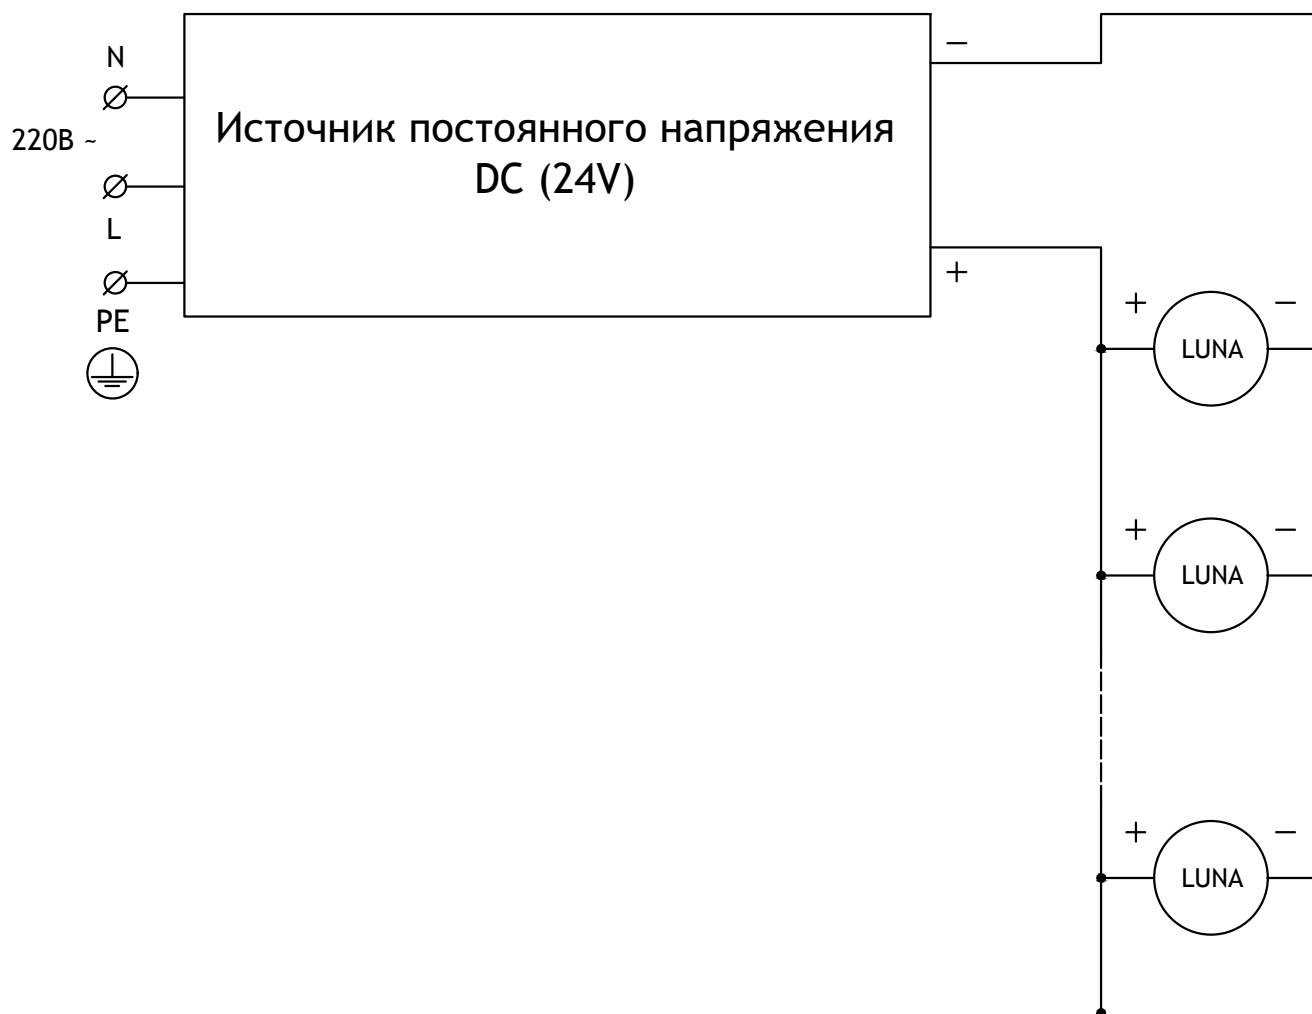 N
220В ~
L
PE
Источник постоянного напряжения
DC (24V)
−
+
+ −
LUNA
+ −
LUNA
+ −
LUNA